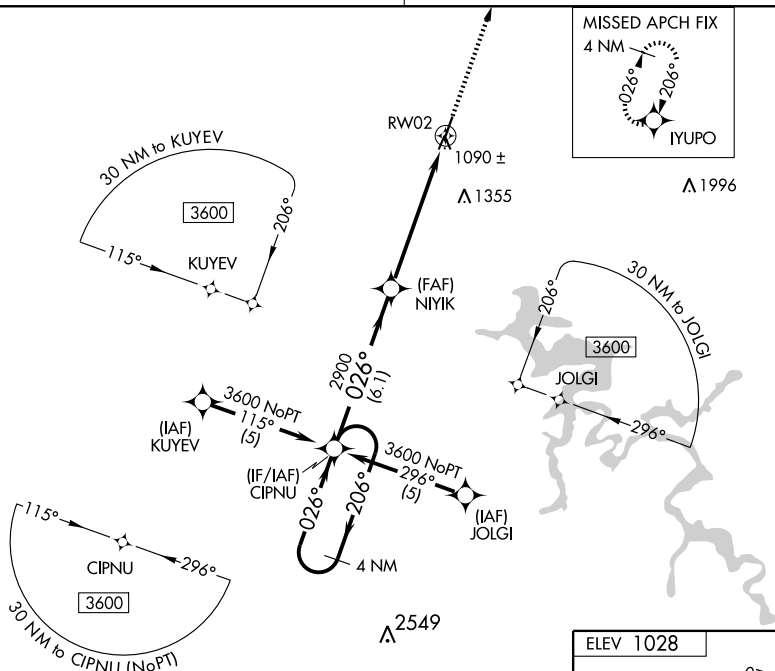 MISSED APCH FIX
4 NM
026°
206°
IYUPO
RW02
1090 ±
1355
1996
30 NM to KUYEV
3600
206°
115°
KUYEV
(FAF)
NIYIK
30 NM to JOLGI
206°
3600
JOLGI
296°
2900
026°
(6.1)
3600 NoPT
115°
(5)
(IAF)
KUYEV
(IF/IAF)
CIPNU
3600 NoPT
296°
(5)
(IAF)
JOLGI
026°
206°
4 NM
115°
296°
CIPNU
3600
30 NM to CIPNU (NoPT)
2549
ELEV 1028